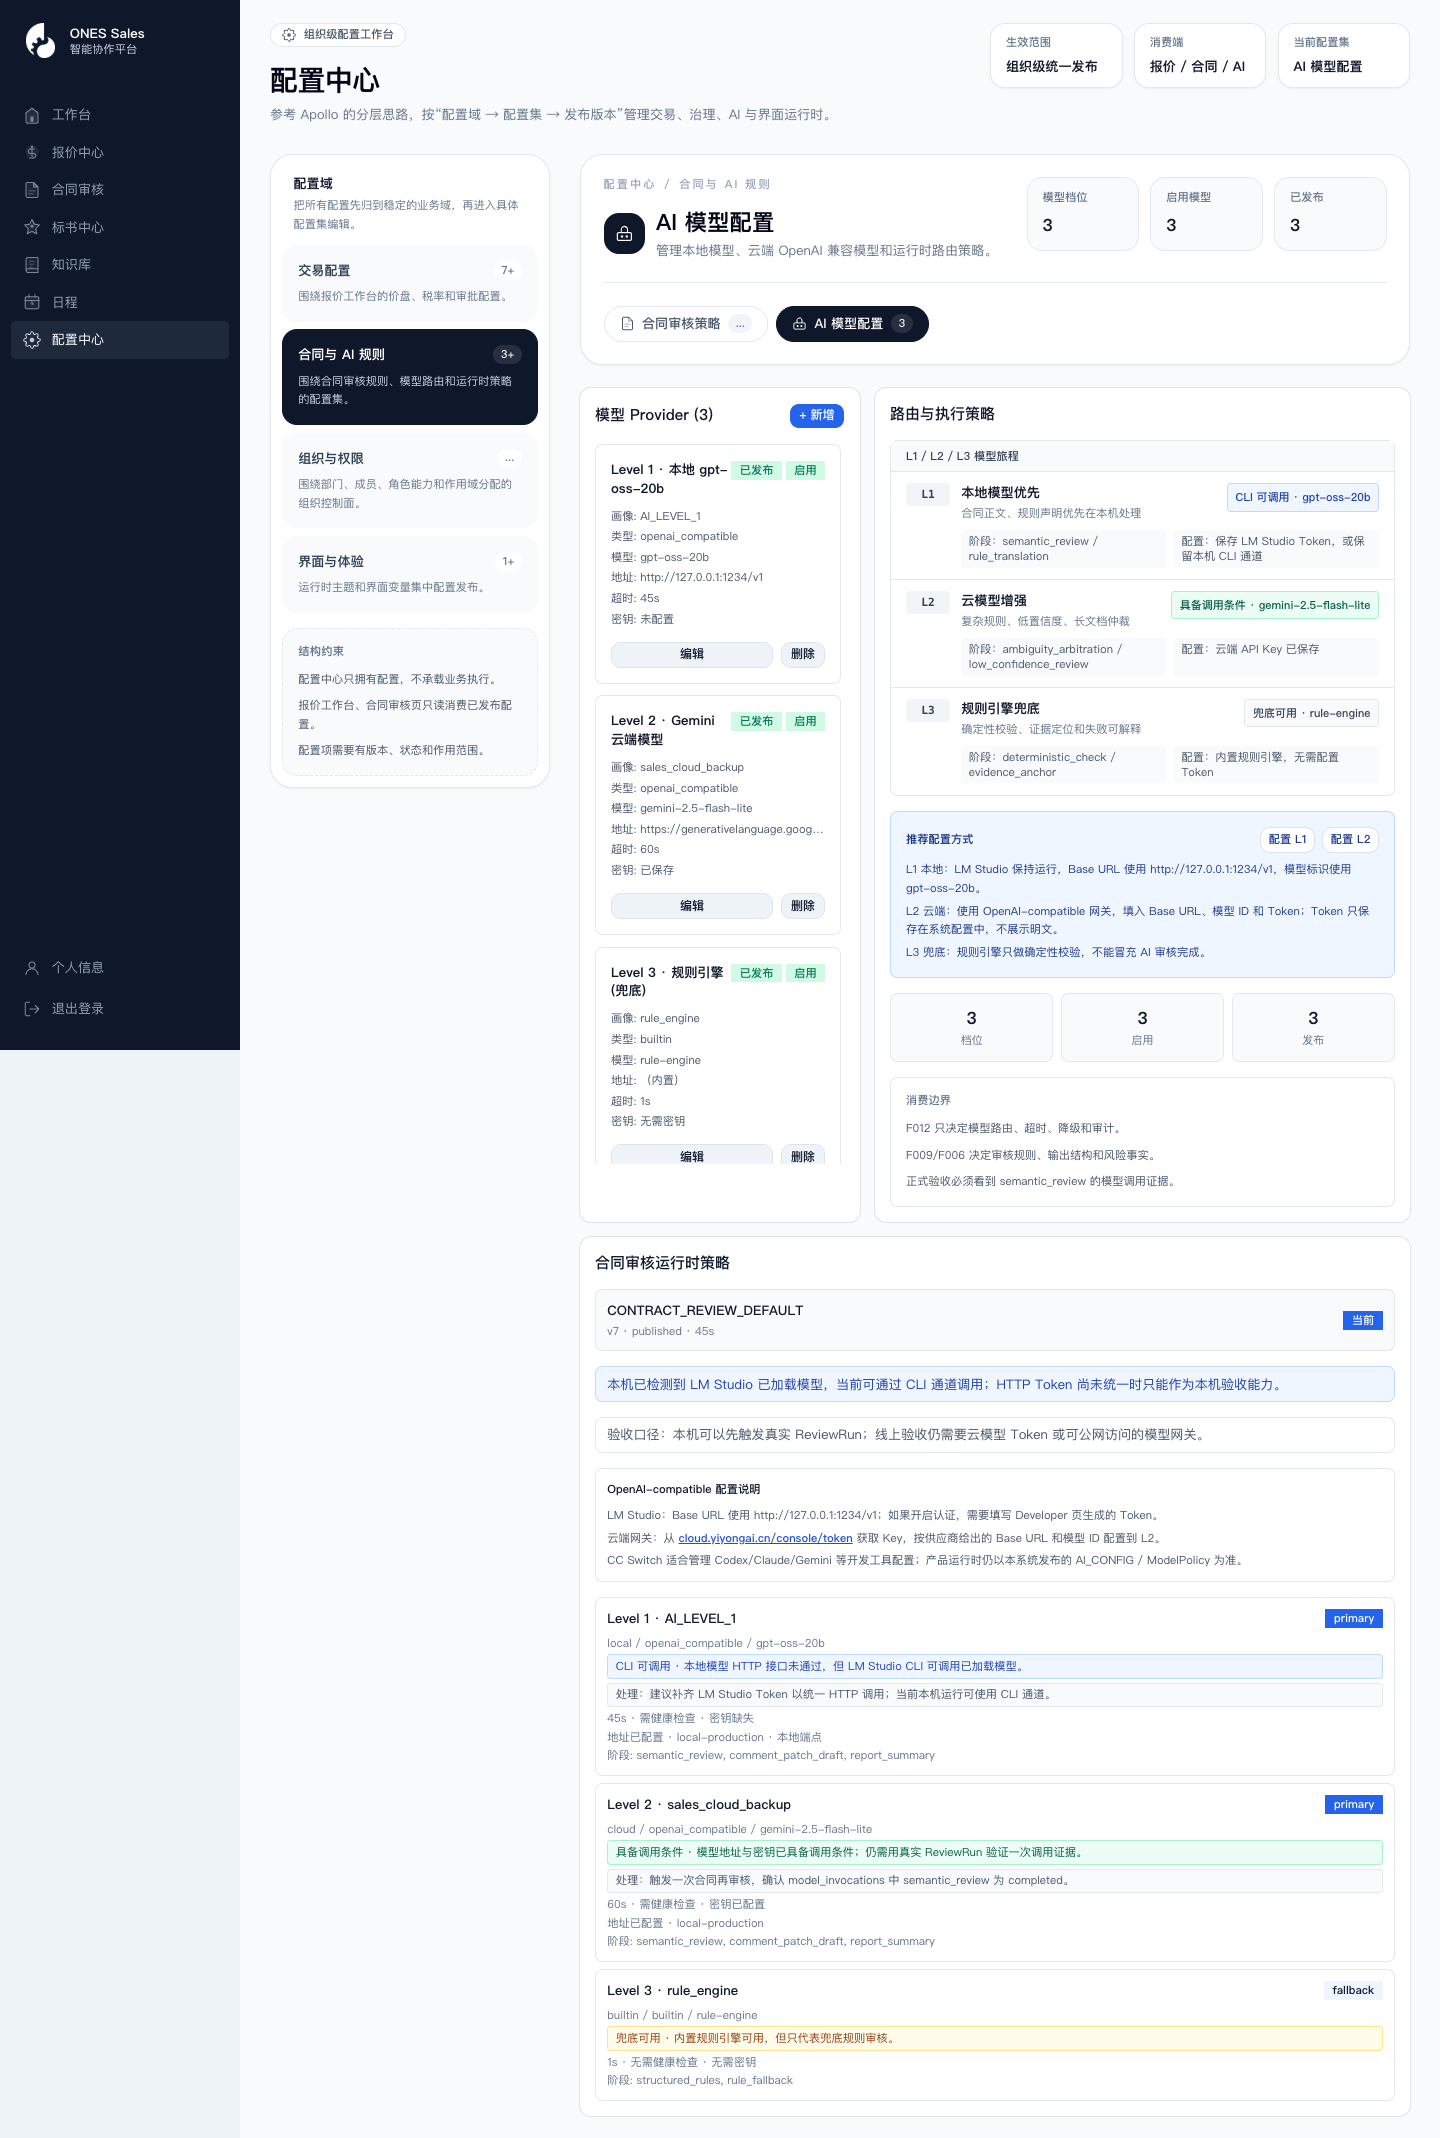 ONES Sales
智能协作平台
工作台
报价中心
合同审核
标书中心
知识库
日程
配置中心
个人信息
退出登录
组织级配置工作台
配置中心
参考 Apollo 的分层思路，按“配置域 → 配置集 → 发布版本”管理交易、治理、AI 与界面运行时。
生效范围
组织级统一发布
消费端
报价 / 合同 / AI
当前配置集
AI 模型配置
配置域
把所有配置先归到稳定的业务域，再进入具体
配置集编辑。
交易配置
7+
围绕报价工作台的价盘、税率和审批配置。
合同与 AI 规则
3+
围绕合同审核规则、模型路由和运行时策略
的配置集。
组织与权限
...
围绕部门、成员、角色能力和作用域分配的
组织控制面。
界面与体验
1+
运行时主题和界面变量集中配置发布。
结构约束
配置中心只拥有配置，不承载业务执行。
报价工作台、合同审核页只读消费已发布配
置。
配置项需要有版本、状态和作用范围。
配置中心 / 合同与 AI 规则
AI 模型配置
管理本地模型、云端 OpenAI 兼容模型和运行时路由策略。
模型档位
3
启用模型
3
已发布
3
合同审核策略 ...
AI 模型配置 3
模型 Provider (3)
+ 新增
Level 1 · 本地 gpt-
oss-20b
已发布 启用
画像: AI_LEVEL_1
类型: openai_compatible
模型: gpt-oss-20b
地址: http://127.0.0.1:1234/v1
超时: 45s
密钥: 未配置
编辑 删除
Level 2 · Gemini
云端模型
已发布 启用
画像: sales_cloud_backup
类型: openai_compatible
模型: gemini-2.5-flash-lite
地址: https://generativelanguage.goog...
超时: 60s
密钥: 已保存
编辑 删除
Level 3 · 规则引擎
(兜底)
已发布 启用
画像: rule_engine
类型: builtin
模型: rule-engine
地址: （内置）
超时: 1s
密钥: 无需密钥
编辑 删除
路由与执行策略
L1 / L2 / L3 模型旅程
L1
本地模型优先
合同正文、规则声明优先在本机处理
CLI 可调用 · gpt-oss-20b
阶段：semantic_review /
rule_translation
配置：保存 LM Studio Token，或保
留本机 CLI 通道
L2
云模型增强
复杂规则、低置信度、长文档仲裁
具备调用条件 · gemini-2.5-flash-lite
阶段：ambiguity_arbitration /
low_confidence_review
配置：云端 API Key 已保存
L3
规则引擎兜底
确定性校验、证据定位和失败可解释
兜底可用 · rule-engine
阶段：deterministic_check /
evidence_anchor
配置：内置规则引擎，无需配置
Token
推荐配置方式
配置 L1 配置 L2
L1 本地：LM Studio 保持运行，Base URL 使用 http://127.0.0.1:1234/v1，模型标识使用
gpt-oss-20b。
L2 云端：使用 OpenAI-compatible 网关，填入 Base URL、模型 ID 和 Token；Token 只保
存在系统配置中，不展示明文。
L3 兜底：规则引擎只做确定性校验，不能冒充 AI 审核完成。
3
档位
3
启用
3
发布
消费边界
F012 只决定模型路由、超时、降级和审计。
F009/F006 决定审核规则、输出结构和风险事实。
正式验收必须看到 semantic_review 的模型调用证据。
合同审核运行时策略
CONTRACT_REVIEW_DEFAULT
v7 · published · 45s
当前
本机已检测到 LM Studio 已加载模型，当前可通过 CLI 通道调用；HTTP Token 尚未统一时只能作为本机验收能力。
验收口径：本机可以先触发真实 ReviewRun；线上验收仍需要云模型 Token 或可公网访问的模型网关。
OpenAI-compatible 配置说明
LM Studio：Base URL 使用 http://127.0.0.1:1234/v1；如果开启认证，需要填写 Developer 页生成的 Token。
云端网关：从 cloud.yiyongai.cn/console/token 获取 Key，按供应商给出的 Base URL 和模型 ID 配置到 L2。
CC Switch 适合管理 Codex/Claude/Gemini 等开发工具配置；产品运行时仍以本系统发布的 AI_CONFIG / ModelPolicy 为准。
Level 1 · AI_LEVEL_1
primary
local / openai_compatible / gpt-oss-20b
CLI 可调用 · 本地模型 HTTP 接口未通过，但 LM Studio CLI 可调用已加载模型。
处理：建议补齐 LM Studio Token 以统一 HTTP 调用；当前本机运行可使用 CLI 通道。
45s · 需健康检查 · 密钥缺失
地址已配置 · local-production · 本地端点
阶段: semantic_review, comment_patch_draft, report_summary
Level 2 · sales_cloud_backup
primary
cloud / openai_compatible / gemini-2.5-flash-lite
具备调用条件 · 模型地址与密钥已具备调用条件；仍需用真实 ReviewRun 验证一次调用证据。
处理：触发一次合同再审核，确认 model_invocations 中 semantic_review 为 completed。
60s · 需健康检查 · 密钥已配置
地址已配置 · local-production
阶段: semantic_review, comment_patch_draft, report_summary
Level 3 · rule_engine
fallback
builtin / builtin / rule-engine
兜底可用 · 内置规则引擎可用，但只代表兜底规则审核。
1s · 无需健康检查 · 无需密钥
阶段: structured_rules, rule_fallback